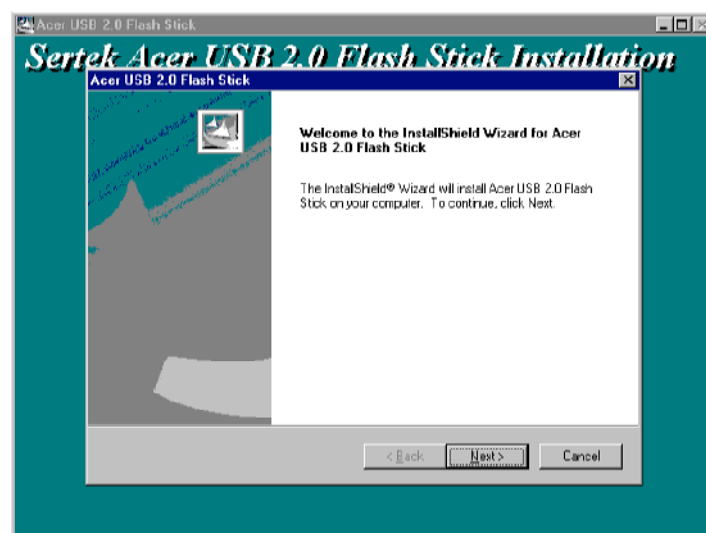 Acer USB 2.0 Flash Stick
Sertek Acer USB 2.0 Flash Stick Installation
Acer USB 2.0 Flash Stick
Welcome to the InstallShield Wizard for Acer
USB 2.0 Flash Stick
The InstalShield® Wizard will install Acer USB 2.0 Flash
Stick on your computer. To continue, click Next.
< Back
Next >
Cancel